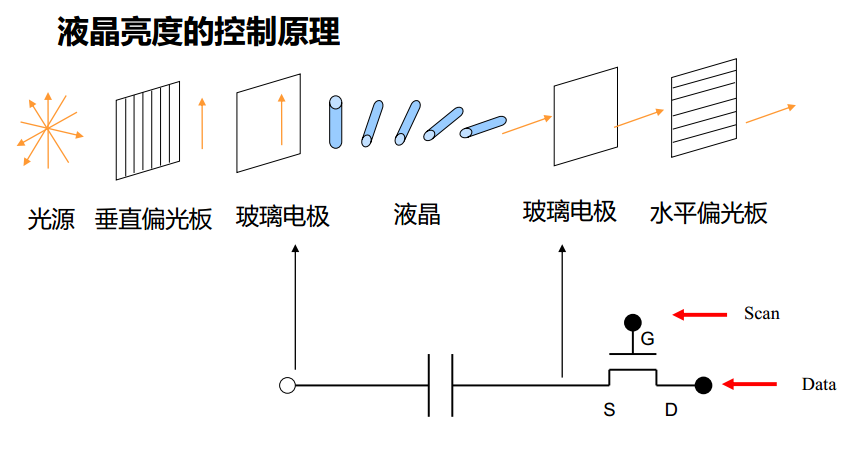 液晶亮度的控制原理
光源
垂直偏光板
玻璃电极
液晶
玻璃电极
水平偏光板
Scan
G
Data
S
D